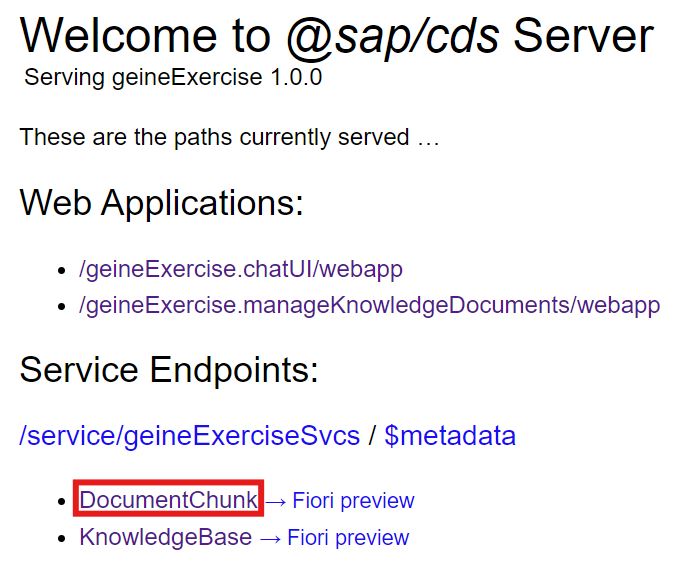 Welcome to @sap/cds Server
Serving geineExercise 1.0.0
These are the paths currently served …
Web Applications:
• /geineExercise.chatUI/webapp
• /geineExercise.manageKnowledgeDocuments/webapp
Service Endpoints:
/service/geineExerciseSvcs / $metadata
• DocumentChunk → Fiori preview
• KnowledgeBase → Fiori preview